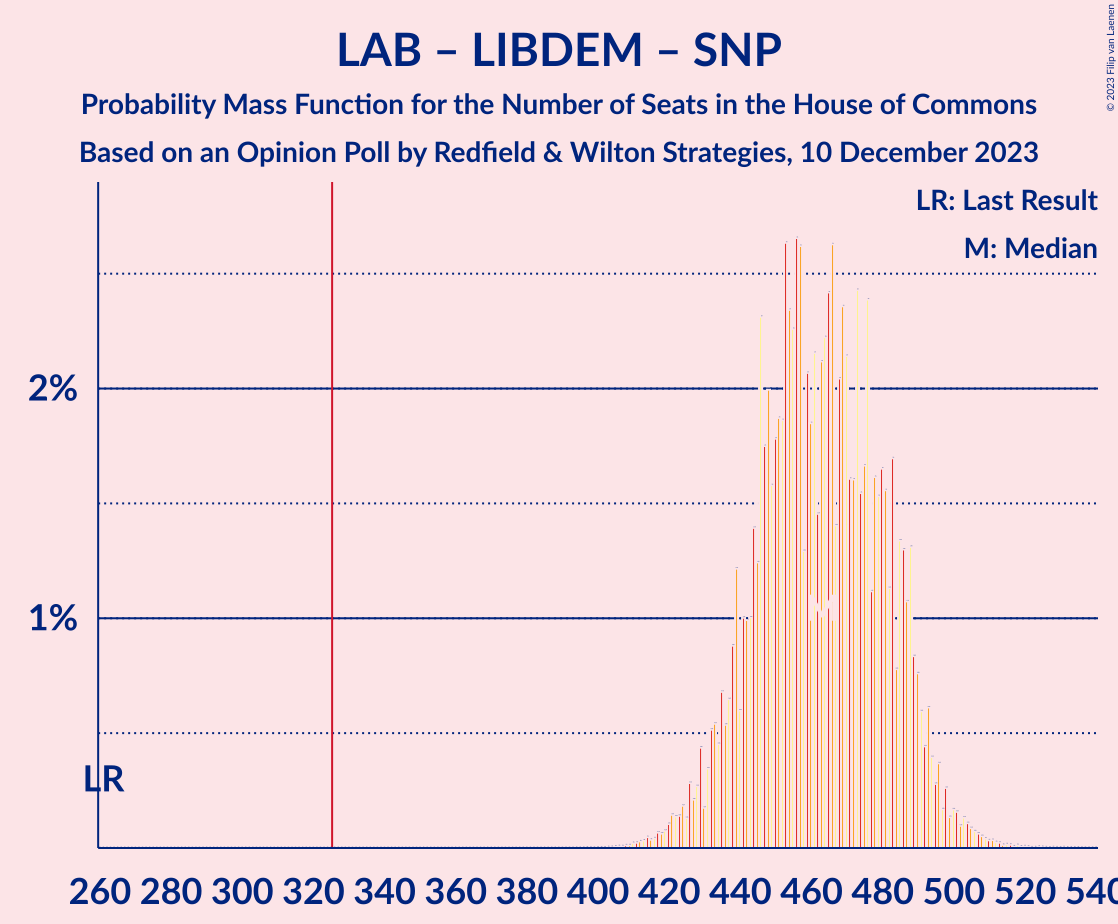 LAB – LIBDEM – SNP
Probability Mass Function for the Number of Seats in the House of Commons
Based on an Opinion Poll by Redfield & Wilton Strategies, 10 December 2023
© 2023 Filip van Laenen
LR: Last Result
M: Median
2%
1%
LR
M
260 280 300 320 340 360 380 400 420 440 460 480 500 520 540